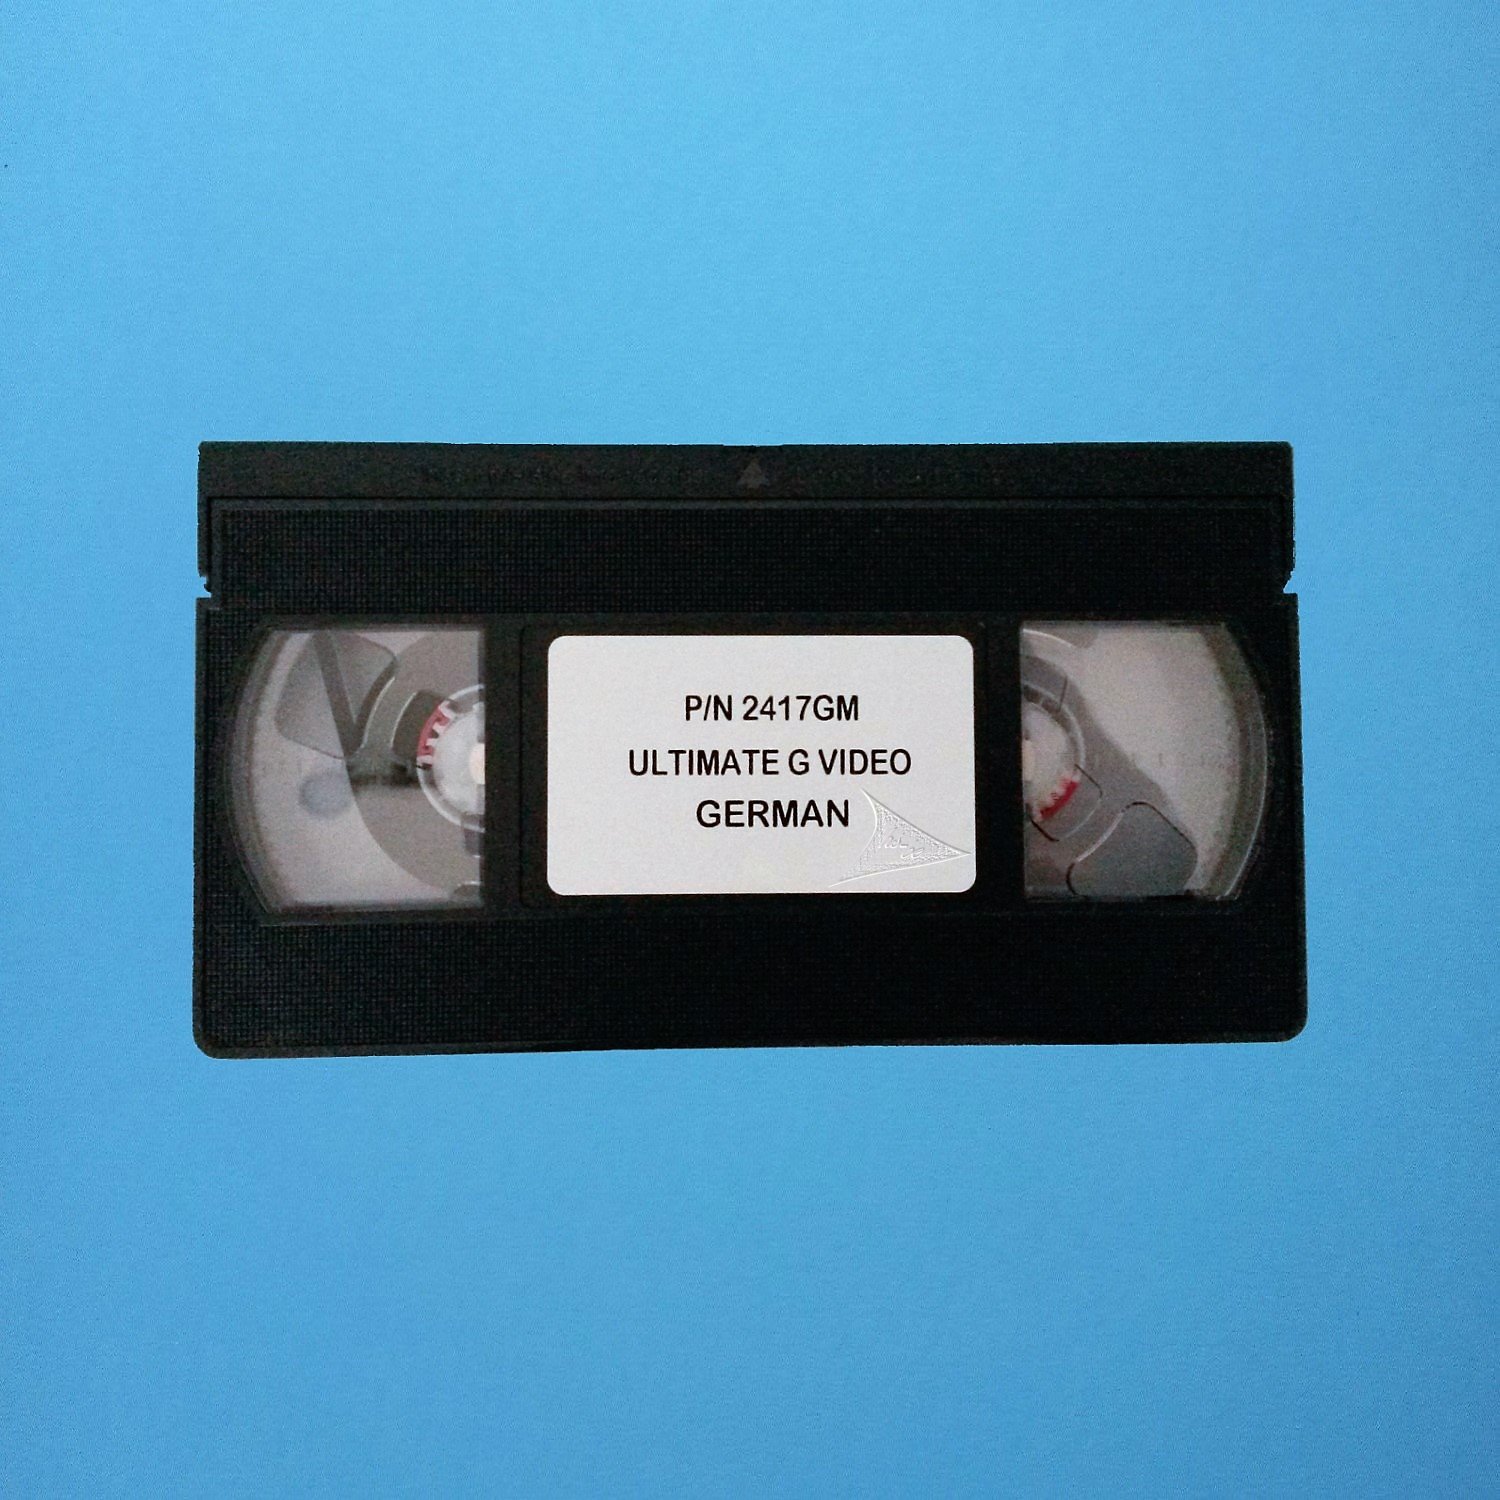 P/N 2417GM
ULTIMATE G VIDEO
GERMAN